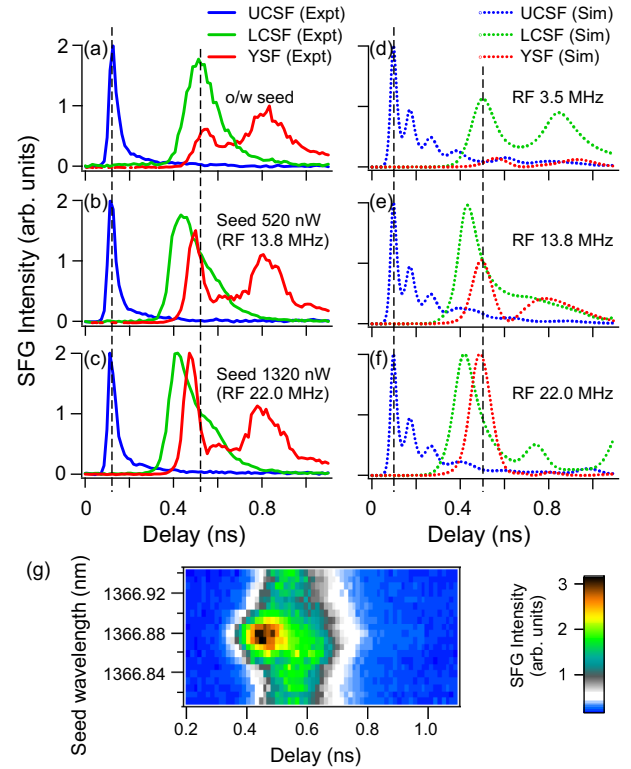 UCSF (Expt)
LCSF (Expt)
YSF (Expt)
UCSF (Sim)
LCSF (Sim)
YSF (Sim)
SFG Intensity (arb. units)
(a)
o/w seed
2
1
0
(b)
Seed 520 nW
(RF 13.8 MHz)
2
1
0
(c)
Seed 1320 nW
(RF 22.0 MHz)
2
1
0
0 0.4 0.8
Delay (ns)
(d)
RF 3.5 MHz
(e)
RF 13.8 MHz
(f)
RF 22.0 MHz
0 0.4 0.8
Delay (ns)
(g)
Seed wavelength (nm)
1366.92
1366.88
1366.84
0.2 0.4 0.6 0.8 1.0
Delay (ns)
SFG Intensity
(arb. units)
3
2
1